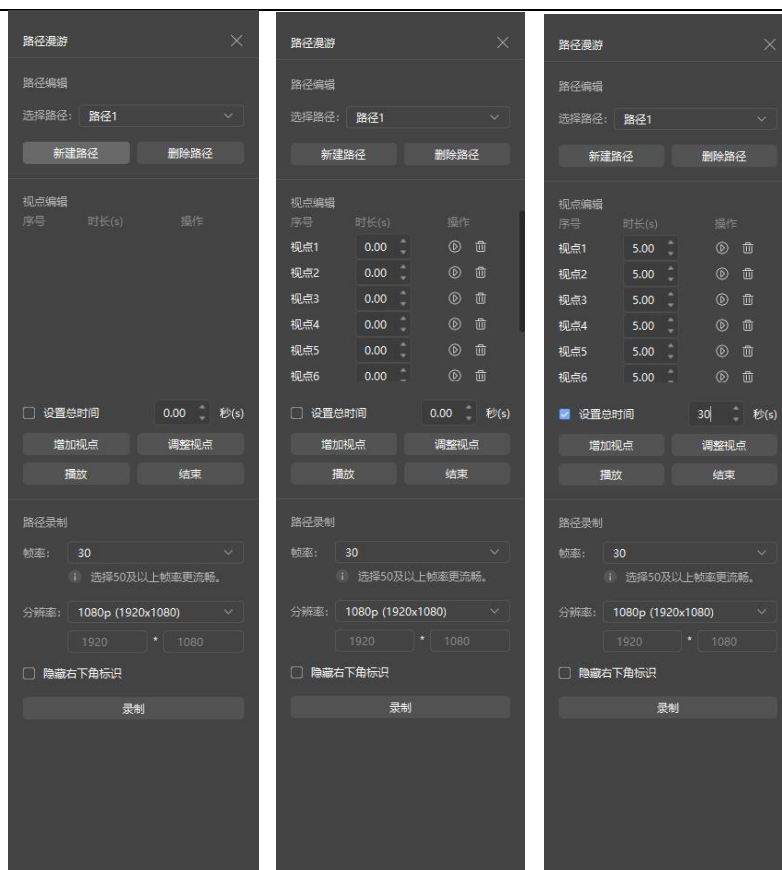 路径漫游
路径编辑
选择路径: 路径1
新建路径 删除路径
视点编辑
序号 时长(s) 操作
设置总时间 0.00 秒(s)
增加视点 调整视点
播放 结束
路径录制
帧率: 30
选择50及以上帧率更流畅。
分辨率: 1080p (1920x1080)
1920 * 1080
隐藏右下角标识
录制
路径漫游
路径编辑
选择路径: 路径1
新建路径 删除路径
视点编辑
序号 时长(s) 操作
视点1 0.00
视点2 0.00
视点3 0.00
视点4 0.00
视点5 0.00
视点6 0.00
设置总时间 0.00 秒(s)
增加视点 调整视点
播放 结束
路径录制
帧率: 30
选择50及以上帧率更流畅。
分辨率: 1080p (1920x1080)
1920 * 1080
隐藏右下角标识
录制
路径漫游
路径编辑
选择路径: 路径1
新建路径 删除路径
视点编辑
序号 时长(s) 操作
视点1 5.00
视点2 5.00
视点3 5.00
视点4 5.00
视点5 5.00
视点6 5.00
设置总时间 30 秒(s)
增加视点 调整视点
播放 结束
路径录制
帧率: 30
选择50及以上帧率更流畅。
分辨率: 1080p (1920x1080)
1920 * 1080
隐藏右下角标识
录制